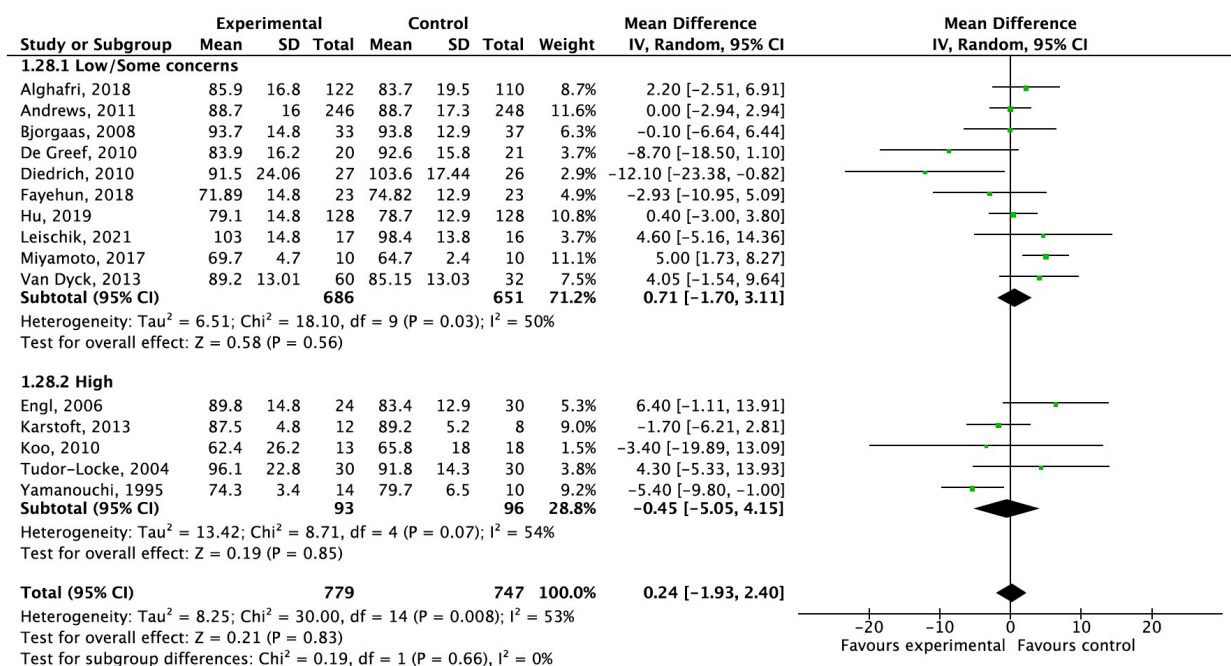 Experimental Control Mean Difference Mean Difference
Study or Subgroup Mean SD Total Mean SD Total Weight IV, Random, 95% CI IV, Random, 95% CI
1.28.1 Low/Some concerns
Alghafri, 2018 85.9 16.8 122 83.7 19.5 110 8.7% 2.20 [-2.51, 6.91]
Andrews, 2011 88.7 16 246 88.7 17.3 248 11.6% 0.00 [-2.94, 2.94]
Bjorgaas, 2008 93.7 14.8 33 93.8 12.9 37 6.3% -0.10 [-6.64, 6.44]
De Greef, 2010 83.9 16.2 20 92.6 15.8 21 3.7% -8.70 [-18.50, 1.10]
Diedrich, 2010 91.5 24.06 27 103.6 17.44 26 2.9% -12.10 [-23.38, -0.82]
Fayehun, 2018 71.89 14.8 23 74.82 12.9 23 4.9% -2.93 [-10.95, 5.09]
Hu, 2019 79.1 14.8 128 78.7 12.9 128 10.8% 0.40 [-3.00, 3.80]
Leischik, 2021 103 14.8 17 98.4 13.8 16 3.7% 4.60 [-5.16, 14.36]
Miyamoto, 2017 69.7 4.7 10 64.7 2.4 10 11.1% 5.00 [1.73, 8.27]
Van Dyck, 2013 89.2 13.01 60 85.15 13.03 32 7.5% 4.05 [-1.54, 9.64]
Subtotal (95% CI) 686 651 71.2% 0.71 [-1.70, 3.11]
Heterogeneity: Tau² = 6.51; Chi² = 18.10, df = 9 (P = 0.03); I² = 50%
Test for overall effect: Z = 0.58 (P = 0.56)
1.28.2 High
Engl, 2006 89.8 14.8 24 83.4 12.9 30 5.3% 6.40 [-1.11, 13.91]
Karstoft, 2013 87.5 4.8 12 89.2 5.2 8 9.0% -1.70 [-6.21, 2.81]
Koo, 2010 62.4 26.2 13 65.8 18 18 1.5% -3.40 [-19.89, 13.09]
Tudor-Locke, 2004 96.1 22.8 30 91.8 14.3 30 3.8% 4.30 [-5.33, 13.93]
Yamanouchi, 1995 74.3 3.4 14 79.7 6.5 10 9.2% -5.40 [-9.80, -1.00]
Subtotal (95% CI) 93 96 28.8% -0.45 [-5.05, 4.15]
Heterogeneity: Tau² = 13.42; Chi² = 8.71, df = 4 (P = 0.07); I² = 54%
Test for overall effect: Z = 0.19 (P = 0.85)
Total (95% CI) 779 747 100.0% 0.24 [-1.93, 2.40]
Heterogeneity: Tau² = 8.25; Chi² = 30.00, df = 14 (P = 0.008); I² = 53%
Test for overall effect: Z = 0.21 (P = 0.83)
Test for subgroup differences: Chi² = 0.19, df = 1 (P = 0.66), I² = 0%
-20 -10 0 10 20
Favours experimental Favours control